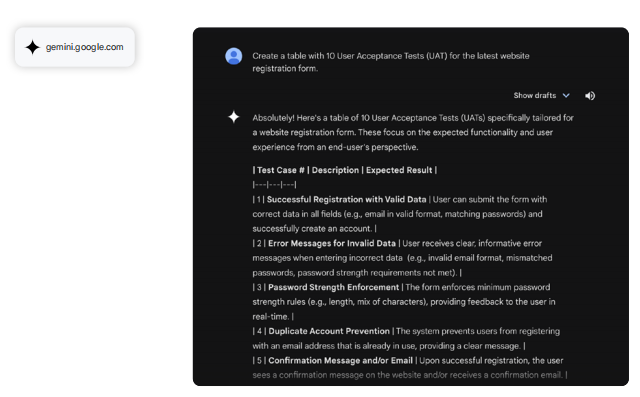 gemini.google.com
Create a table with 10 User Acceptance Tests (UAT) for the latest website
registration form.
Show drafts
Absolutely! Here's a table of 10 User Acceptance Tests (UATs) specifically tailored for
a website registration form. These focus on the expected functionality and user
experience from an end-user's perspective.
| Test Case # | Description | Expected Result |
|---|---|---|
| 1 | Successful Registration with Valid Data | User can submit the form with
correct data in all fields (e.g., email in valid format, matching passwords) and
successfully create an account. |
| 2 | Error Messages for Invalid Data | User receives clear, informative error
messages when entering incorrect data (e.g., invalid email format, mismatched
passwords, password strength requirements not met). |
| 3 | Password Strength Enforcement | The form enforces minimum password
strength rules (e.g., length, mix of characters), providing feedback to the user in
real-time. |
| 4 | Duplicate Account Prevention | The system prevents users from registering
with an email address that is already in use, providing a clear message. |
| 5 | Confirmation Message and/or Email | Upon successful registration, the user
sees a confirmation message on the website and/or receives a confirmation email. |